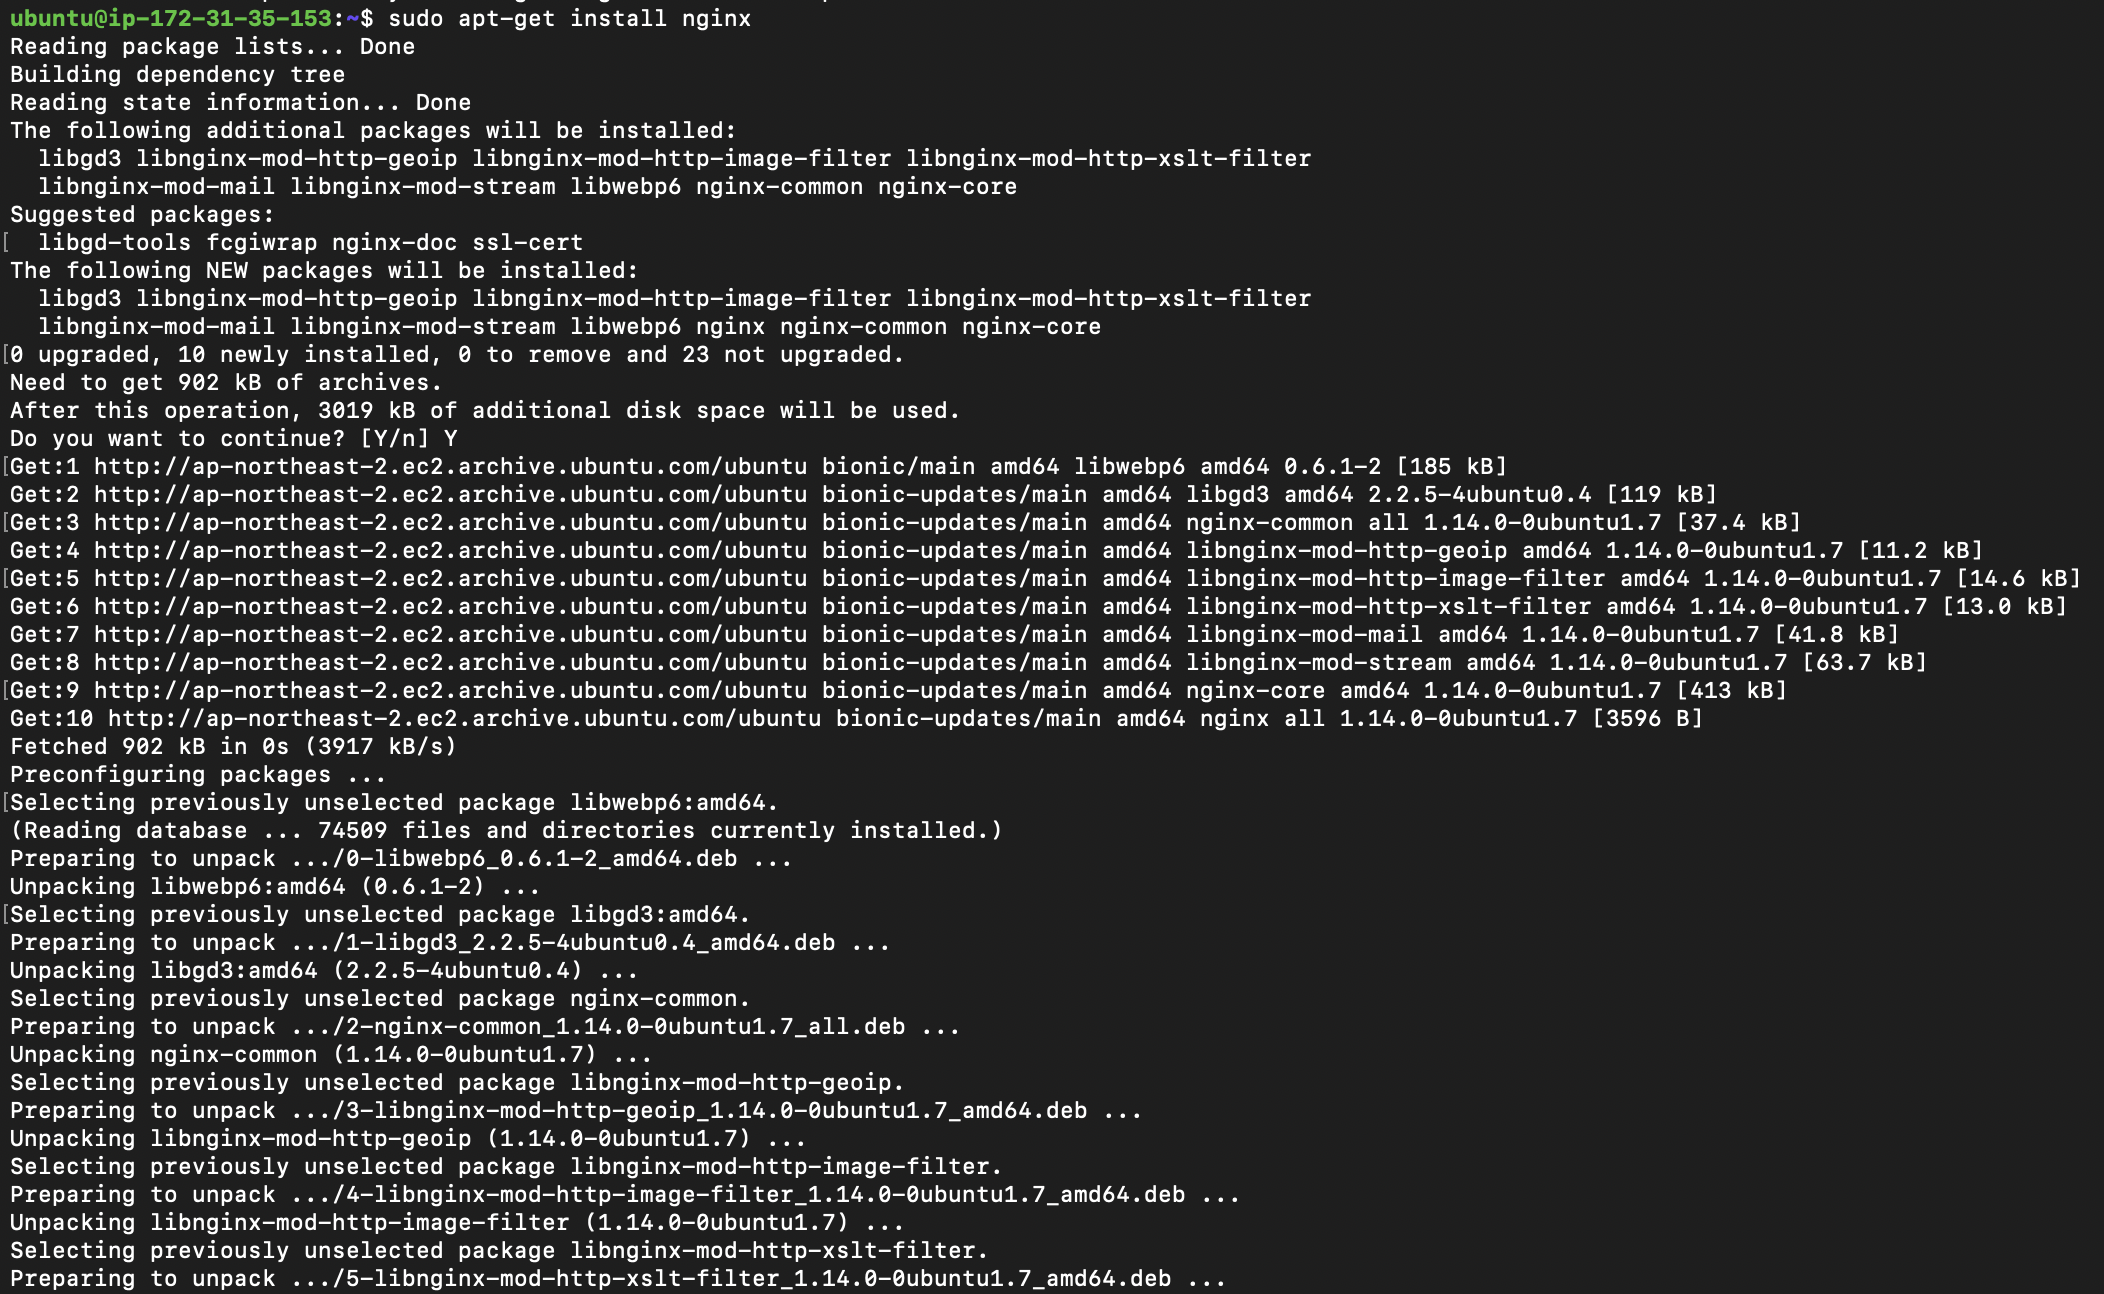 ubuntu@ip-172-31-35-153:~$ sudo apt-get install nginx
Reading package lists... Done
Building dependency tree
Reading state information... Done
The following additional packages will be installed:
  libgd3 libnginx-mod-http-geoip libnginx-mod-http-image-filter libnginx-mod-http-xslt-filter
  libnginx-mod-mail libnginx-mod-stream libwebp6 nginx-common nginx-core
Suggested packages:
[  libgd-tools fcgiwrap nginx-doc ssl-cert
The following NEW packages will be installed:
  libgd3 libnginx-mod-http-geoip libnginx-mod-http-image-filter libnginx-mod-http-xslt-filter
  libnginx-mod-mail libnginx-mod-stream libwebp6 nginx nginx-common nginx-core
[0 upgraded, 10 newly installed, 0 to remove and 23 not upgraded.
Need to get 902 kB of archives.
After this operation, 3019 kB of additional disk space will be used.
Do you want to continue? [Y/n] Y
[Get:1 http://ap-northeast-2.ec2.archive.ubuntu.com/ubuntu bionic/main amd64 libwebp6 amd64 0.6.1-2 [185 kB]
Get:2 http://ap-northeast-2.ec2.archive.ubuntu.com/ubuntu bionic-updates/main amd64 libgd3 amd64 2.2.5-4ubuntu0.4 [119 kB]
[Get:3 http://ap-northeast-2.ec2.archive.ubuntu.com/ubuntu bionic-updates/main amd64 nginx-common all 1.14.0-0ubuntu1.7 [37.4 kB]
Get:4 http://ap-northeast-2.ec2.archive.ubuntu.com/ubuntu bionic-updates/main amd64 libnginx-mod-http-geoip amd64 1.14.0-0ubuntu1.7 [11.2 kB]
[Get:5 http://ap-northeast-2.ec2.archive.ubuntu.com/ubuntu bionic-updates/main amd64 libnginx-mod-http-image-filter amd64 1.14.0-0ubuntu1.7 [14.6 kB]
Get:6 http://ap-northeast-2.ec2.archive.ubuntu.com/ubuntu bionic-updates/main amd64 libnginx-mod-http-xslt-filter amd64 1.14.0-0ubuntu1.7 [13.0 kB]
Get:7 http://ap-northeast-2.ec2.archive.ubuntu.com/ubuntu bionic-updates/main amd64 libnginx-mod-mail amd64 1.14.0-0ubuntu1.7 [41.8 kB]
Get:8 http://ap-northeast-2.ec2.archive.ubuntu.com/ubuntu bionic-updates/main amd64 libnginx-mod-stream amd64 1.14.0-0ubuntu1.7 [63.7 kB]
[Get:9 http://ap-northeast-2.ec2.archive.ubuntu.com/ubuntu bionic-updates/main amd64 nginx-core amd64 1.14.0-0ubuntu1.7 [413 kB]
Get:10 http://ap-northeast-2.ec2.archive.ubuntu.com/ubuntu bionic-updates/main amd64 nginx all 1.14.0-0ubuntu1.7 [3596 B]
Fetched 902 kB in 0s (3917 kB/s)
Preconfiguring packages ...
[Selecting previously unselected package libwebp6:amd64.
(Reading database ... 74509 files and directories currently installed.)
Preparing to unpack .../0-libwebp6_0.6.1-2_amd64.deb ...
Unpacking libwebp6:amd64 (0.6.1-2) ...
[Selecting previously unselected package libgd3:amd64.
Preparing to unpack .../1-libgd3_2.2.5-4ubuntu0.4_amd64.deb ...
Unpacking libgd3:amd64 (2.2.5-4ubuntu0.4) ...
Selecting previously unselected package nginx-common.
Preparing to unpack .../2-nginx-common_1.14.0-0ubuntu1.7_all.deb ...
Unpacking nginx-common (1.14.0-0ubuntu1.7) ...
Selecting previously unselected package libnginx-mod-http-geoip.
Preparing to unpack .../3-libnginx-mod-http-geoip_1.14.0-0ubuntu1.7_amd64.deb ...
Unpacking libnginx-mod-http-geoip (1.14.0-0ubuntu1.7) ...
Selecting previously unselected package libnginx-mod-http-image-filter.
Preparing to unpack .../4-libnginx-mod-http-image-filter_1.14.0-0ubuntu1.7_amd64.deb ...
Unpacking libnginx-mod-http-image-filter (1.14.0-0ubuntu1.7) ...
Selecting previously unselected package libnginx-mod-http-xslt-filter.
Preparing to unpack .../5-libnginx-mod-http-xslt-filter_1.14.0-0ubuntu1.7_amd64.deb ...